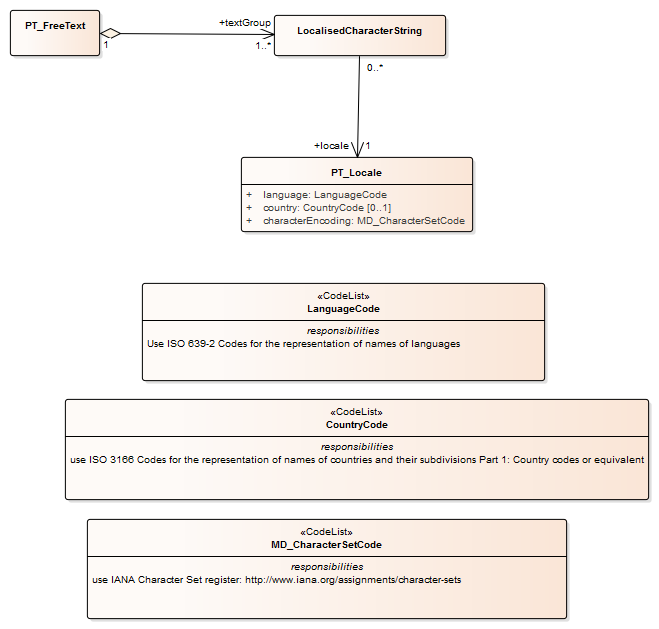 PT_FreeText
+textGroup
LocalisedCharacterString
1
1..*
0..*
+locale
1
PT_Locale
+ language: LanguageCode
+ country: CountryCode [0..1]
+ characterEncoding: MD_CharacterSetCode
«CodeList»
LanguageCode
responsibilities
Use ISO 639-2 Codes for the representation of names of languages
«CodeList»
CountryCode
responsibilities
use ISO 3166 Codes for the representation of names of countries and their subdivisions Part 1: Country codes or equivalent
«CodeList»
MD_CharacterSetCode
responsibilities
use IANA Character Set register: http://www.iana.org/assignments/character-sets